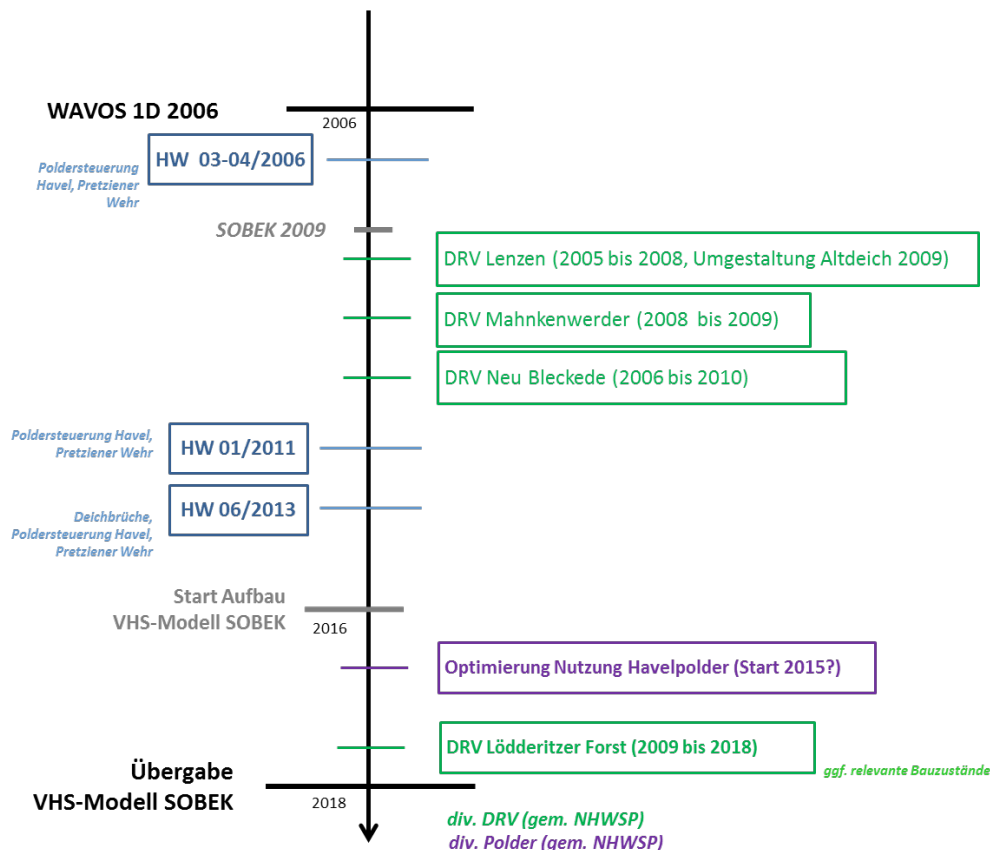 WAVOS 1D 2006
2006
HW 03-04/2006
Poldersteuerung
Havel, Pretziener
Wehr
SOBEK 2009
DRV Lenzen (2005 bis 2008, Umgestaltung Altdeich 2009)
DRV Mahnkenwerder (2008 bis 2009)
DRV Neu Bleckede (2006 bis 2010)
Poldersteuerung Havel,
Pretziener Wehr
HW 01/2011
HW 06/2013
Deichbrüche,
Poldersteuerung Havel,
Pretziener Wehr
Start Aufbau
VHS-Modell SOBEK
2016
Optimierung Nutzung Havelpolder (Start 2015?)
DRV Lödderitzer Forst (2009 bis 2018)
ggf. relevante Bauzustände
Übergabe
VHS-Modell SOBEK
2018
div. DRV (gem. NHWSP)
div. Polder (gem. NHWSP)